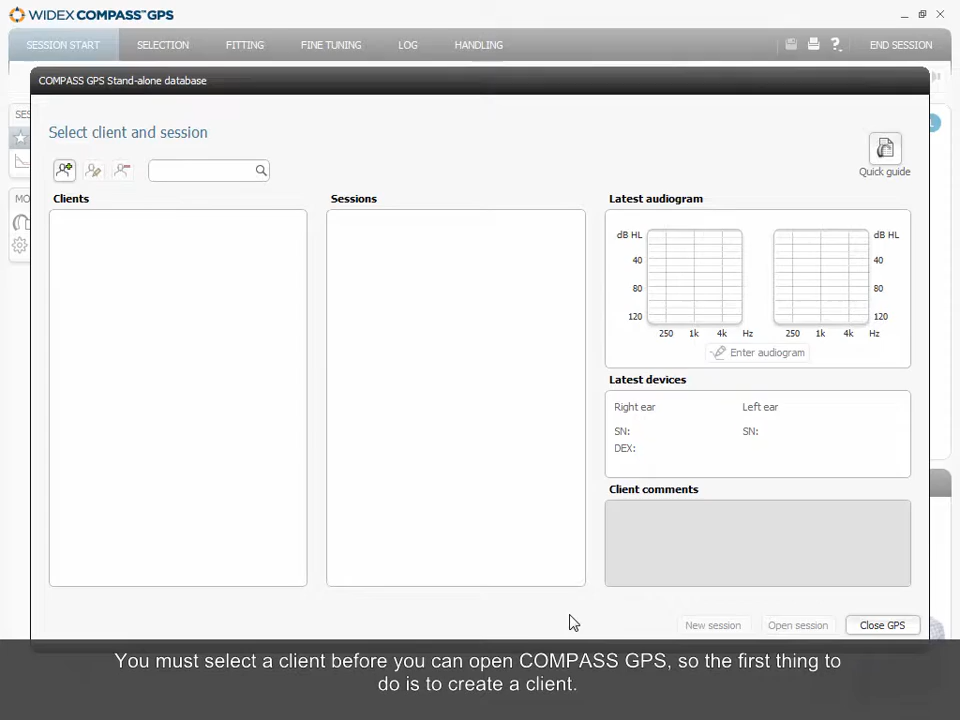 WIDEX COMPASS™GPS
SESSION START SELECTION FITTING FINE TUNING LOG HANDLING END SESSION
COMPASS GPS Stand-alone database
SES
Select client and session
Quick guide
MO
Clients Sessions Latest audiogram
dB HL dB HL
40 40
80 80
120 120
250 1k 4k Hz 250 1k 4k Hz
Enter audiogram
Latest devices
Right ear Left ear
SN: SN:
DEX:
Client comments
New session Open session Close GPS
You must select a client before you can open COMPASS GPS, so the first thing to
do is to create a client.